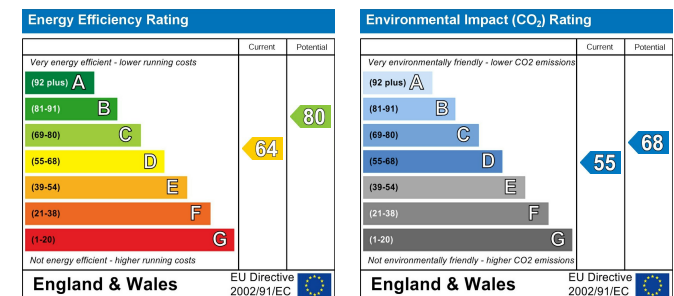 Energy Efficiency Rating
Current Potential
Very energy efficient - lower running costs
(92 plus) A
(81-91) B
(69-80) C
(55-68) D
(39-54) E
(21-38) F
(1-20) G
64
80
Not energy efficient - higher running costs
England & Wales
EU Directive
2002/91/EC
Environmental Impact (CO₂) Rating
Current Potential
Very environmentally friendly - lower CO2 emissions
(92 plus) A
(81-91) B
(69-80) C
(55-68) D
(39-54) E
(21-38) F
(1-20) G
55
68
Not environmentally friendly - higher CO2 emissions
England & Wales
EU Directive
2002/91/EC